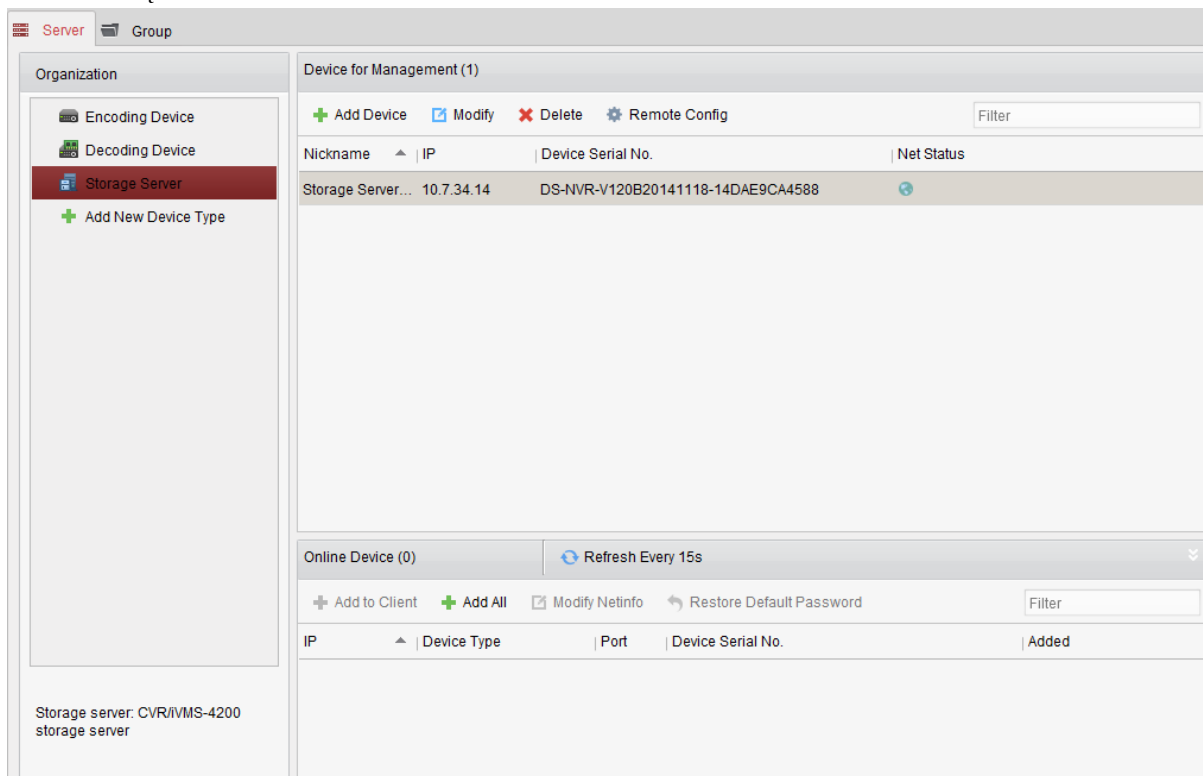 Server Group
Organization
Encoding Device
Decoding Device
Storage Server
Add New Device Type
Storage server: CVR/iVMS-4200
storage server
Device for Management (1)
Add Device Modify Delete Remote Config Filter
Nickname IP Device Serial No. Net Status
Storage Server... 10.7.34.14 DS-NVR-V120B20141118-14DAE9CA4588
Online Device (0) Refresh Every 15s
Add to Client Add All Modify Netinfo Restore Default Password Filter
IP Device Type Port Device Serial No. Added